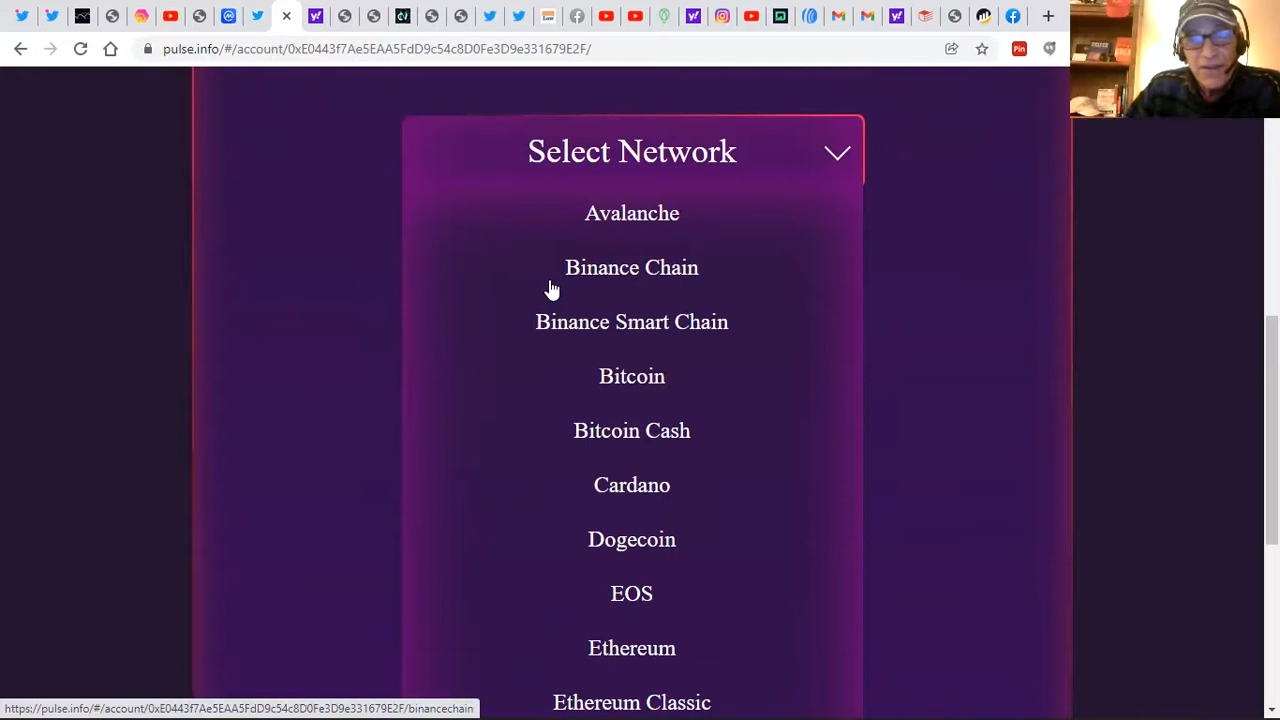 pulse.info/#/account/0xE0443f7Ae5EAA5FdD9c54c8D0Fe3D9e331679E2F/
Pin
Select Network
Avalanche
Binance Chain
Binance Smart Chain
Bitcoin
Bitcoin Cash
Cardano
Dogecoin
EOS
Ethereum
Ethereum Classic
https://pulse.info/#/account/0xE0443f7Ae5EAA5FdD9c54c8D0Fe3D9e331679E2F/binancechain